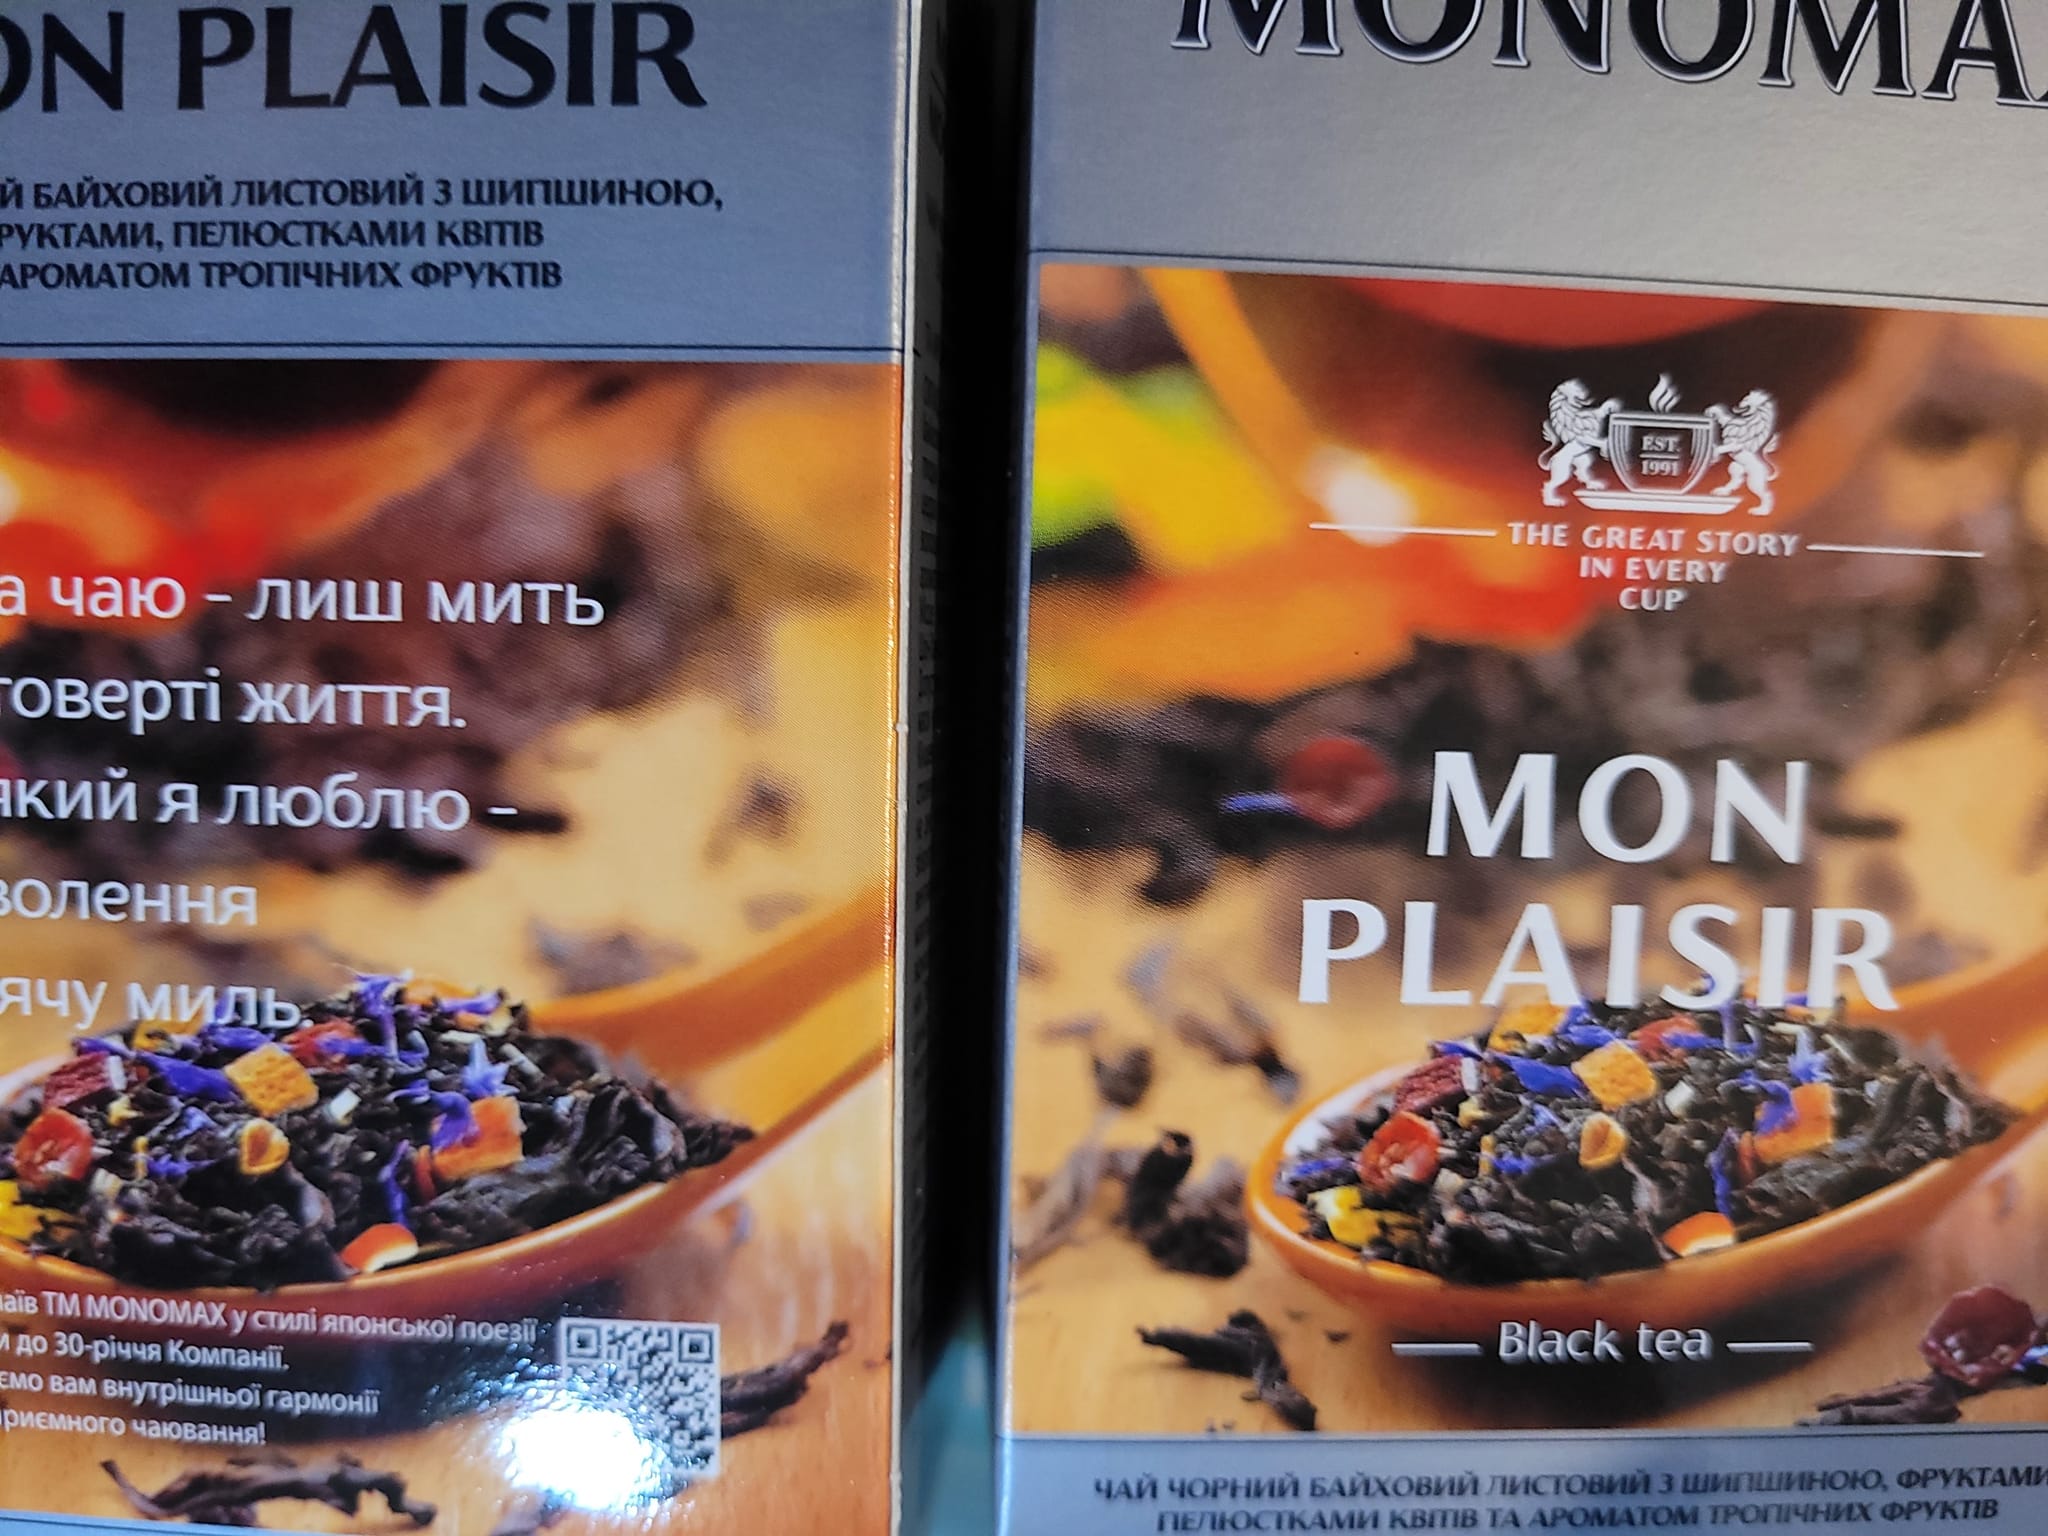 ON PLAISIR
БАЙХОВИЙ ЛИСТОВИЙ З ШИПШИНОЮ,
РУКТАМИ, ПЕЛЮСТКАМИ КВІТІВ
АРОМАТОМ ТРОПІЧНИХ ФРУКТІВ
а чаю - лиш мить
товерті життя.
який я люблю -
волення
ячу миль.
аїв ТМ MONOMAX у стилі японської поезії
и до 30-річчя Компанії.
ємо вам внутрішньої гармонії
приємного чаювання!
MONOMAX
EST.
1991
THE GREAT STORY
IN EVERY
CUP
MON
PLAISIR
Black tea
ЧАЙ ЧОРНИЙ БАЙХОВИЙ ЛИСТОВИЙ З ШИПШИНОЮ, ФРУКТАМИ
ПЕЛЮСТКАМИ КВІТІВ ТА АРОМАТОМ ТРОПІЧНИХ ФРУКТІВ